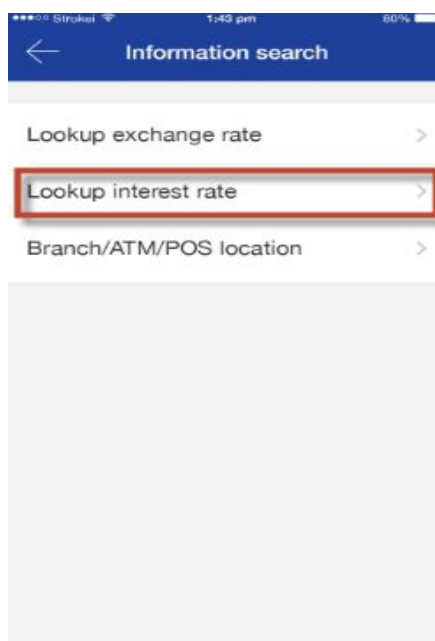 Strokei 1:43 pm 80%
Information search
Lookup exchange rate
Lookup interest rate
Branch/ATM/POS location